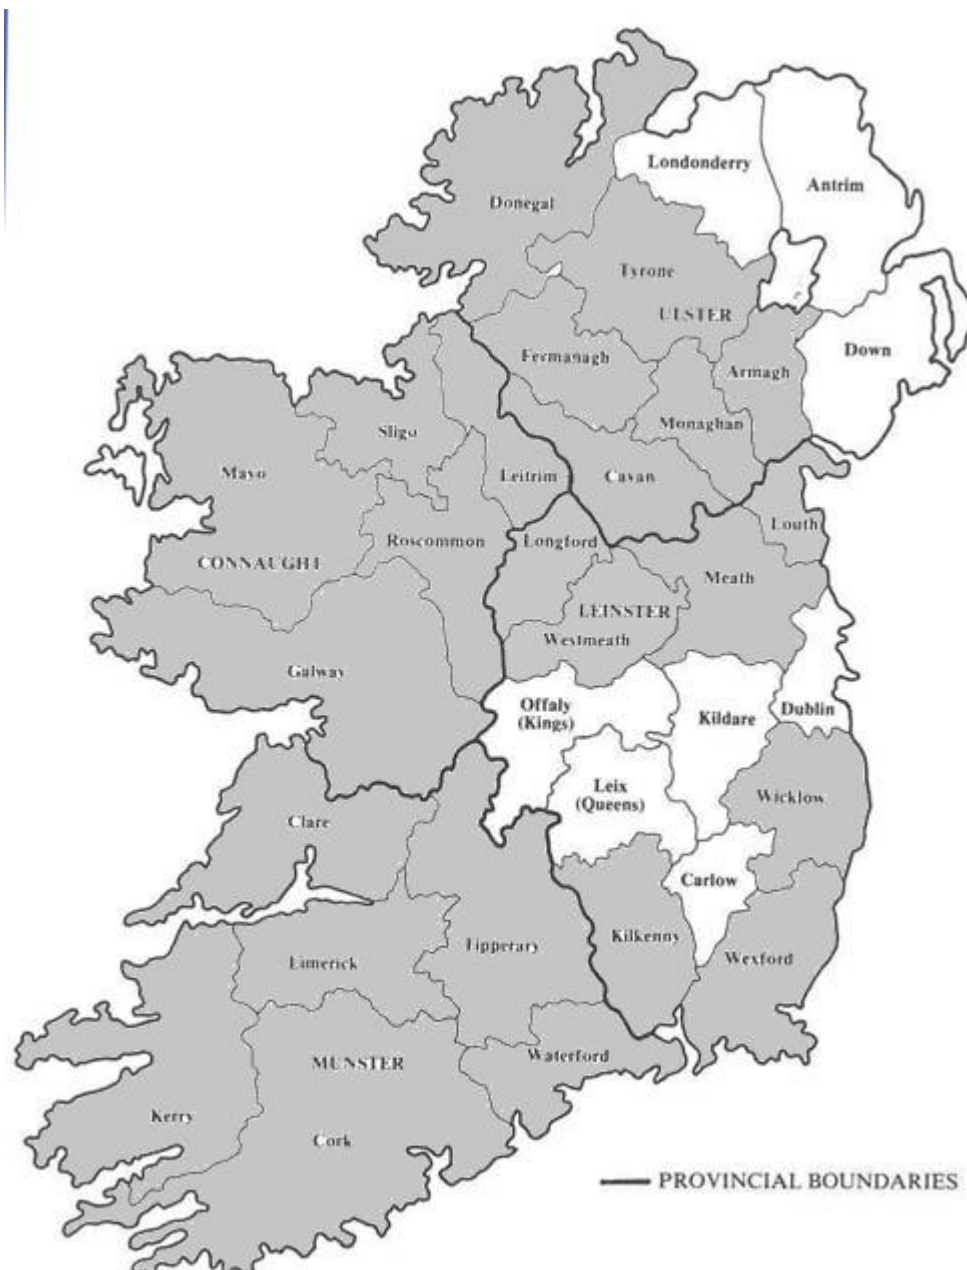 Londonderry
Antrim
Donegal
Tyrone
ULSTER
Fermanagh
Down
Armagh
Monaghan
Sligo
Mayo
Leitrim
Cavan
Louth
Roscommon
Longford
CONNAUGHT
Meath
LEINSTER
Westmeath
Galway
Offaly
(Kings)
Kildare
Dublin
Leix
(Queens)
Wicklow
Clare
Carlow
Kilkenny
Tipperary
Wexford
Limerick
Waterford
MUNSTER
Kerry
Cork
PROVINCIAL BOUNDARIES